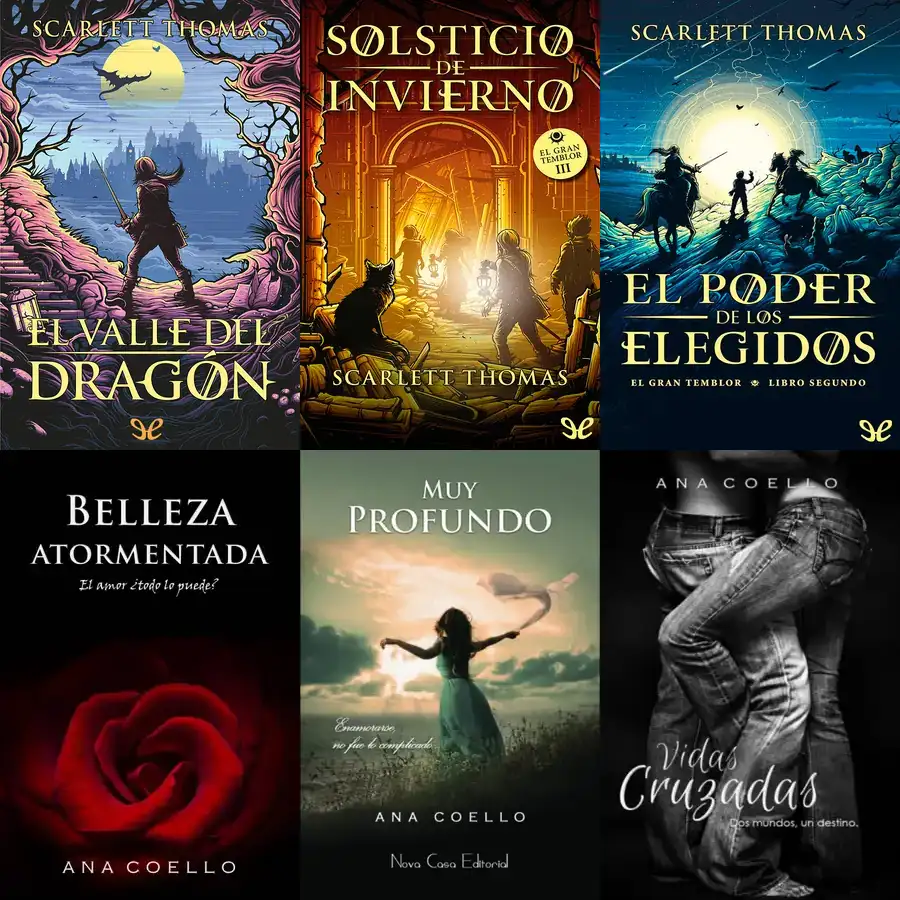 SCARLETT THOMAS
EL VALLE DEL
DRAGÓN
SOLSTICIO
DE
INVIERNO
EL GRAN
TEMBLOR
III
SCARLETT THOMAS
SCARLETT THOMAS
EL PODER
DE LOS
ELEGIDOS
EL GRAN TEMBLOR LIBRO SEGUNDO
BELLEZA
ATORMENTADA
El amor ¿todo lo puede?
ANA COELLO
MUY
PROFUNDO
Enamorarse,
no fue lo complicado...
ANA COELLO
Nova Casa Editorial
ANA COELLO
Vidas
Cruzadas
Dos mundos, un destino.